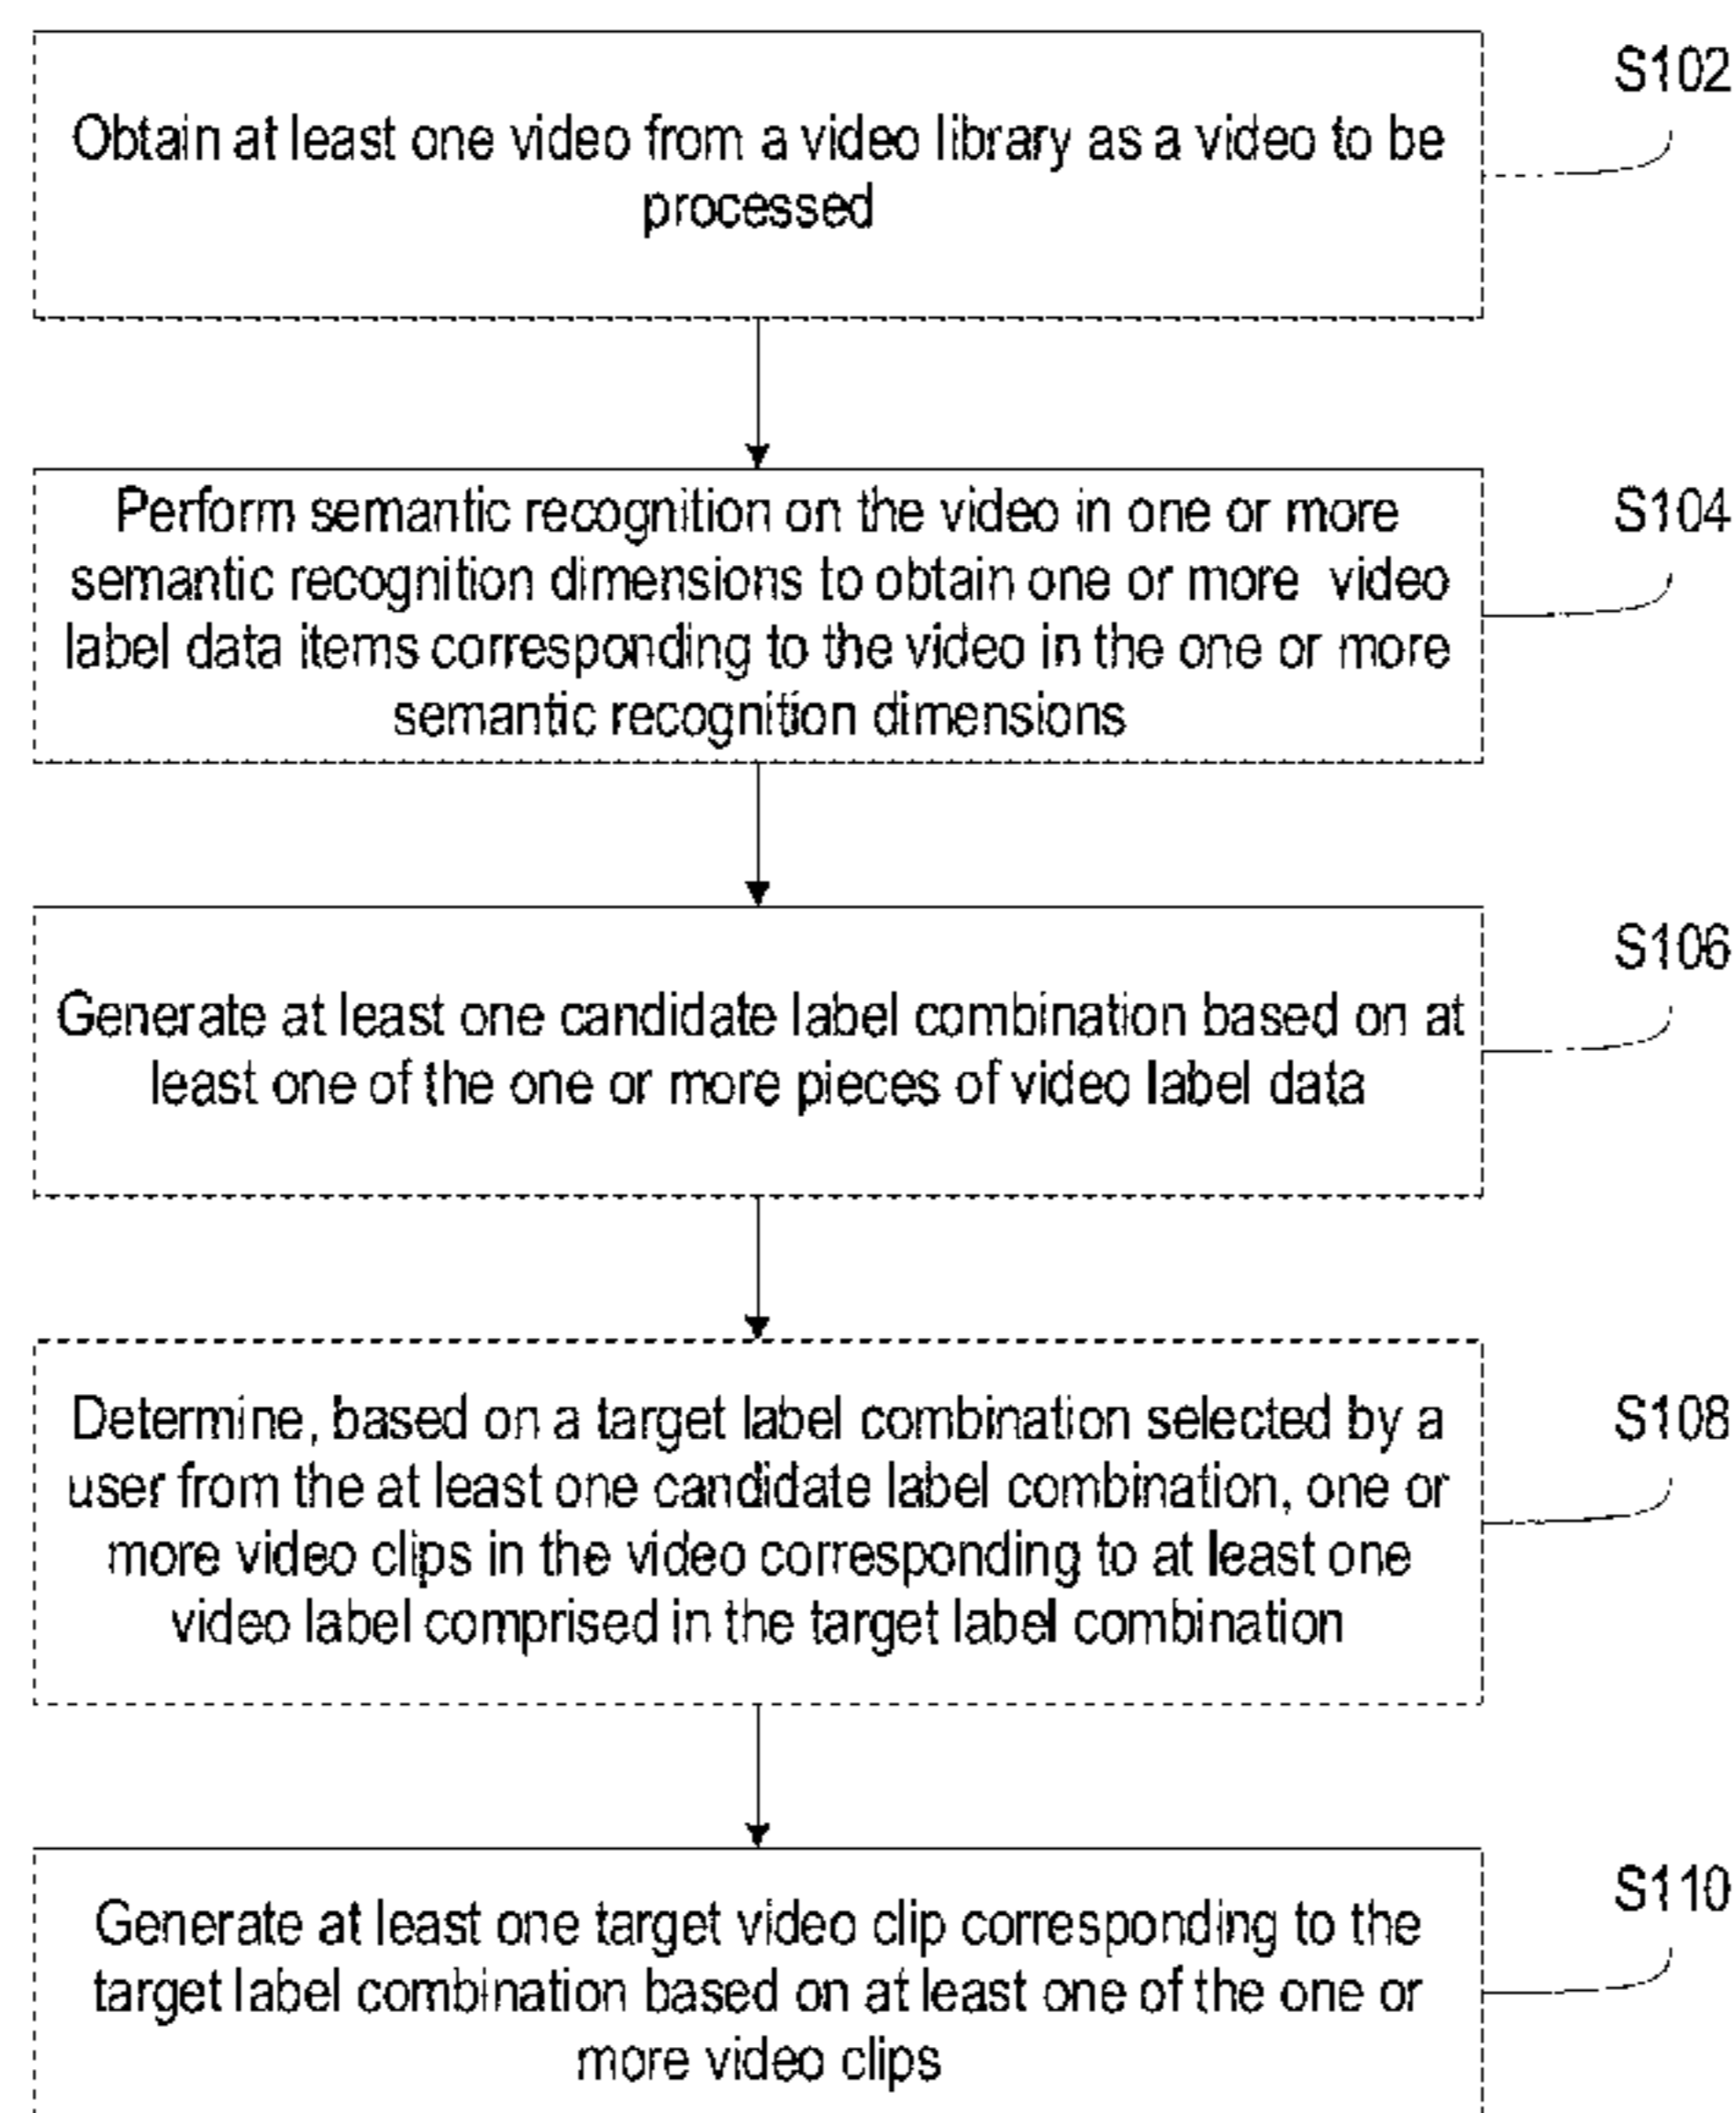 S102
Obtain at least one video from a video library as a video to be
processed
S104
Perform semantic recognition on the video in one or more
semantic recognition dimensions to obtain one or more video
label data items corresponding to the video in the one or more
semantic recognition dimensions
S106
Generate at least one candidate label combination based on at
least one of the one or more pieces of video label data
S108
Determine, based on a target label combination selected by a
user from the at least one candidate label combination, one or
more video clips in the video corresponding to at least one
video label comprised in the target label combination
S110
Generate at least one target video clip corresponding to the
target label combination based on at least one of the one or
more video clips